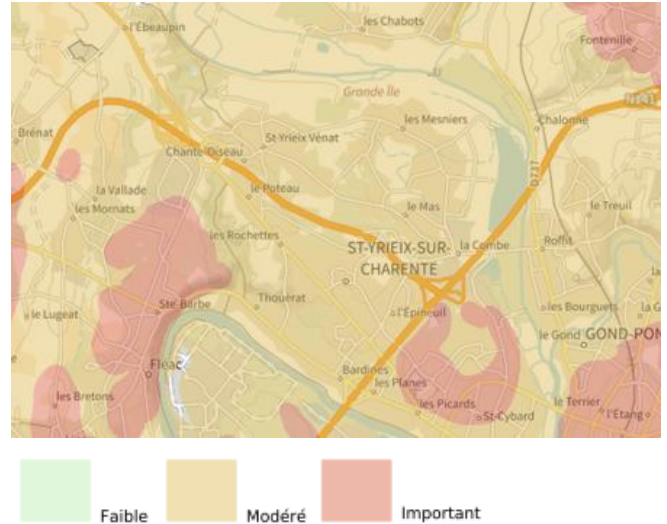 l'Ébeaupin
les Chabots
Fontenille
Grande Île
N141
Brénat
les Mesniers
Chalonne
St-Yrieix Vénat
Chante-Oiseau
D737
la Vallade
le Poteau
les Mornats
le Mas
le Treuil
les Rochettes
ST-YRIEIX-SUR-
CHARENTE
la Combe
Roffit
Ste-Barbe
Thouérat
le Lugeat
l'Épineuil
les Bourguets
la G
le Gond
GOND-PON
Fléac
Bardines
les Planes
les Bretons
les Picards
St-Cybard
le Terrier
l'Étang
Faible
Modéré
Important